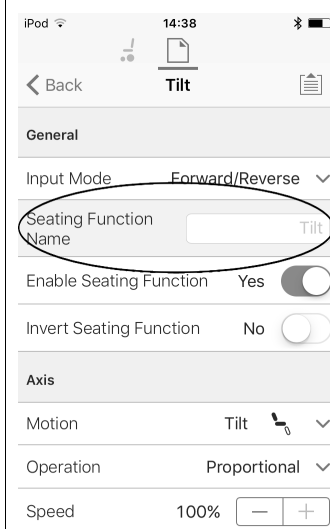 iPod 14:38
Back Tilt
General
Input Mode Forward/Reverse
Seating Function
Name Tilt
Enable Seating Function Yes
Invert Seating Function No
Axis
Motion Tilt
Operation Proportional
Speed 100% — +